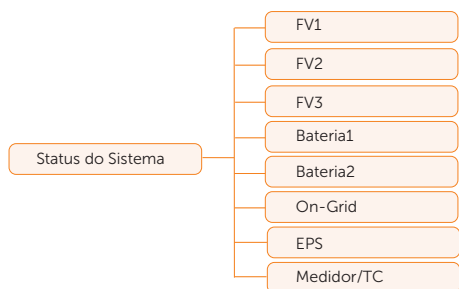 FV1
FV2
FV3
Bateria1
Status do Sistema
Bateria2
On-Grid
EPS
Medidor/TC